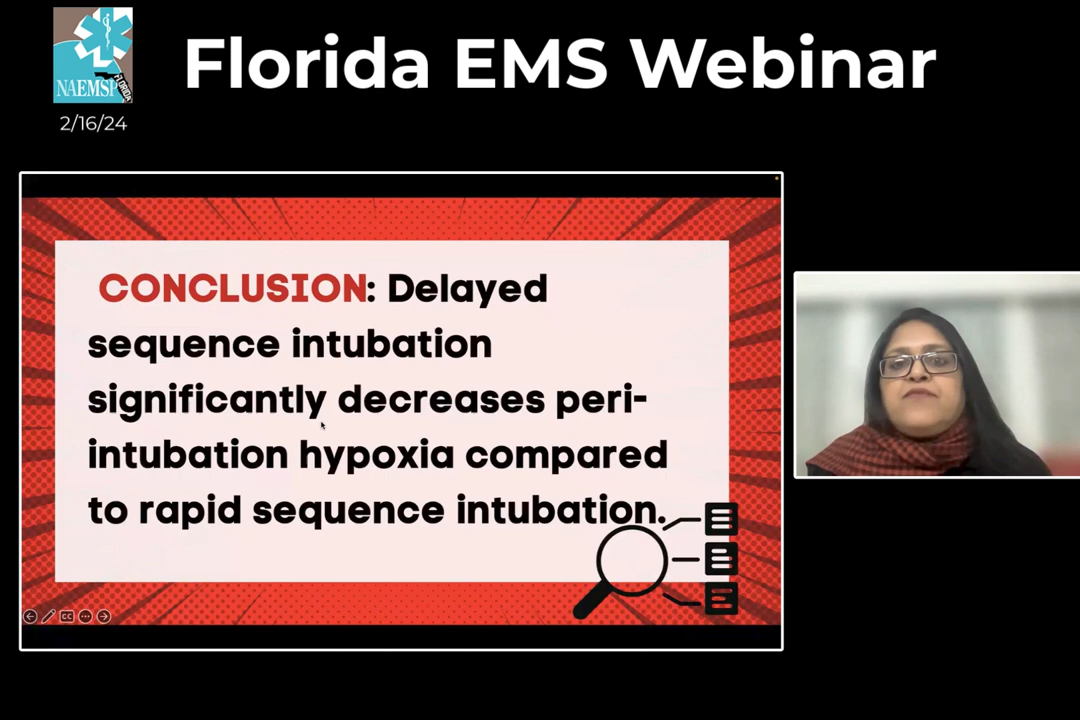 Florida EMS Webinar
NAEMSP
FLORIDA
2/16/24
CONCLUSION: Delayed
sequence intubation
significantly decreases peri-
intubation hypoxia compared
to rapid sequence intubation.
CC